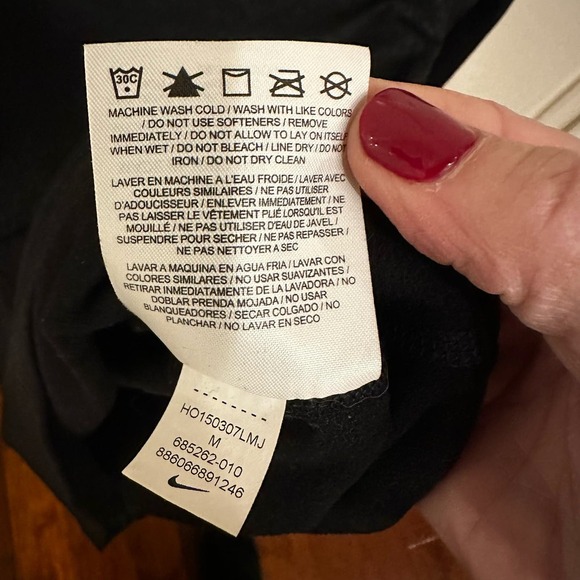 30C
MACHINE WASH COLD / WASH WITH LIKE COLORS
/ DO NOT USE SOFTENERS / REMOVE
IMMEDIATELY / DO NOT ALLOW TO LAY ON ITSELF
WHEN WET / DO NOT BLEACH / LINE DRY / DO NOT
IRON / DO NOT DRY CLEAN
LAVER EN MACHINE A L'EAU FROIDE / LAVER AVEC
COULEURS SIMILAIRES / NE PAS UTILISER
D'ADOUCISSEUR / ENLEVER IMMEDIATEMENT / NE
PAS LAISSER LE VÊTEMENT PLIÉ LORSQU'IL EST
MOUILLÉ / NE PAS UTILISER D'EAU DE JAVEL /
SUSPENDRE POUR SECHER / NE PAS REPASSER /
NE PAS NETTOYER A SEC
LAVAR A MAQUINA EN AGUA FRIA / LAVAR CON
COLORES SIMILARES / NO USAR SUAVIZANTES /
RETIRAR INMEDIATAMENTE DE LA LAVADORA / NO
DOBLAR PRENDA MOJADA / NO USAR
BLANQUEADORES / SECAR COLGADO / NO
PLANCHAR / NO LAVAR EN SECO
HO150307LMJ
M
685262-010
886066891246